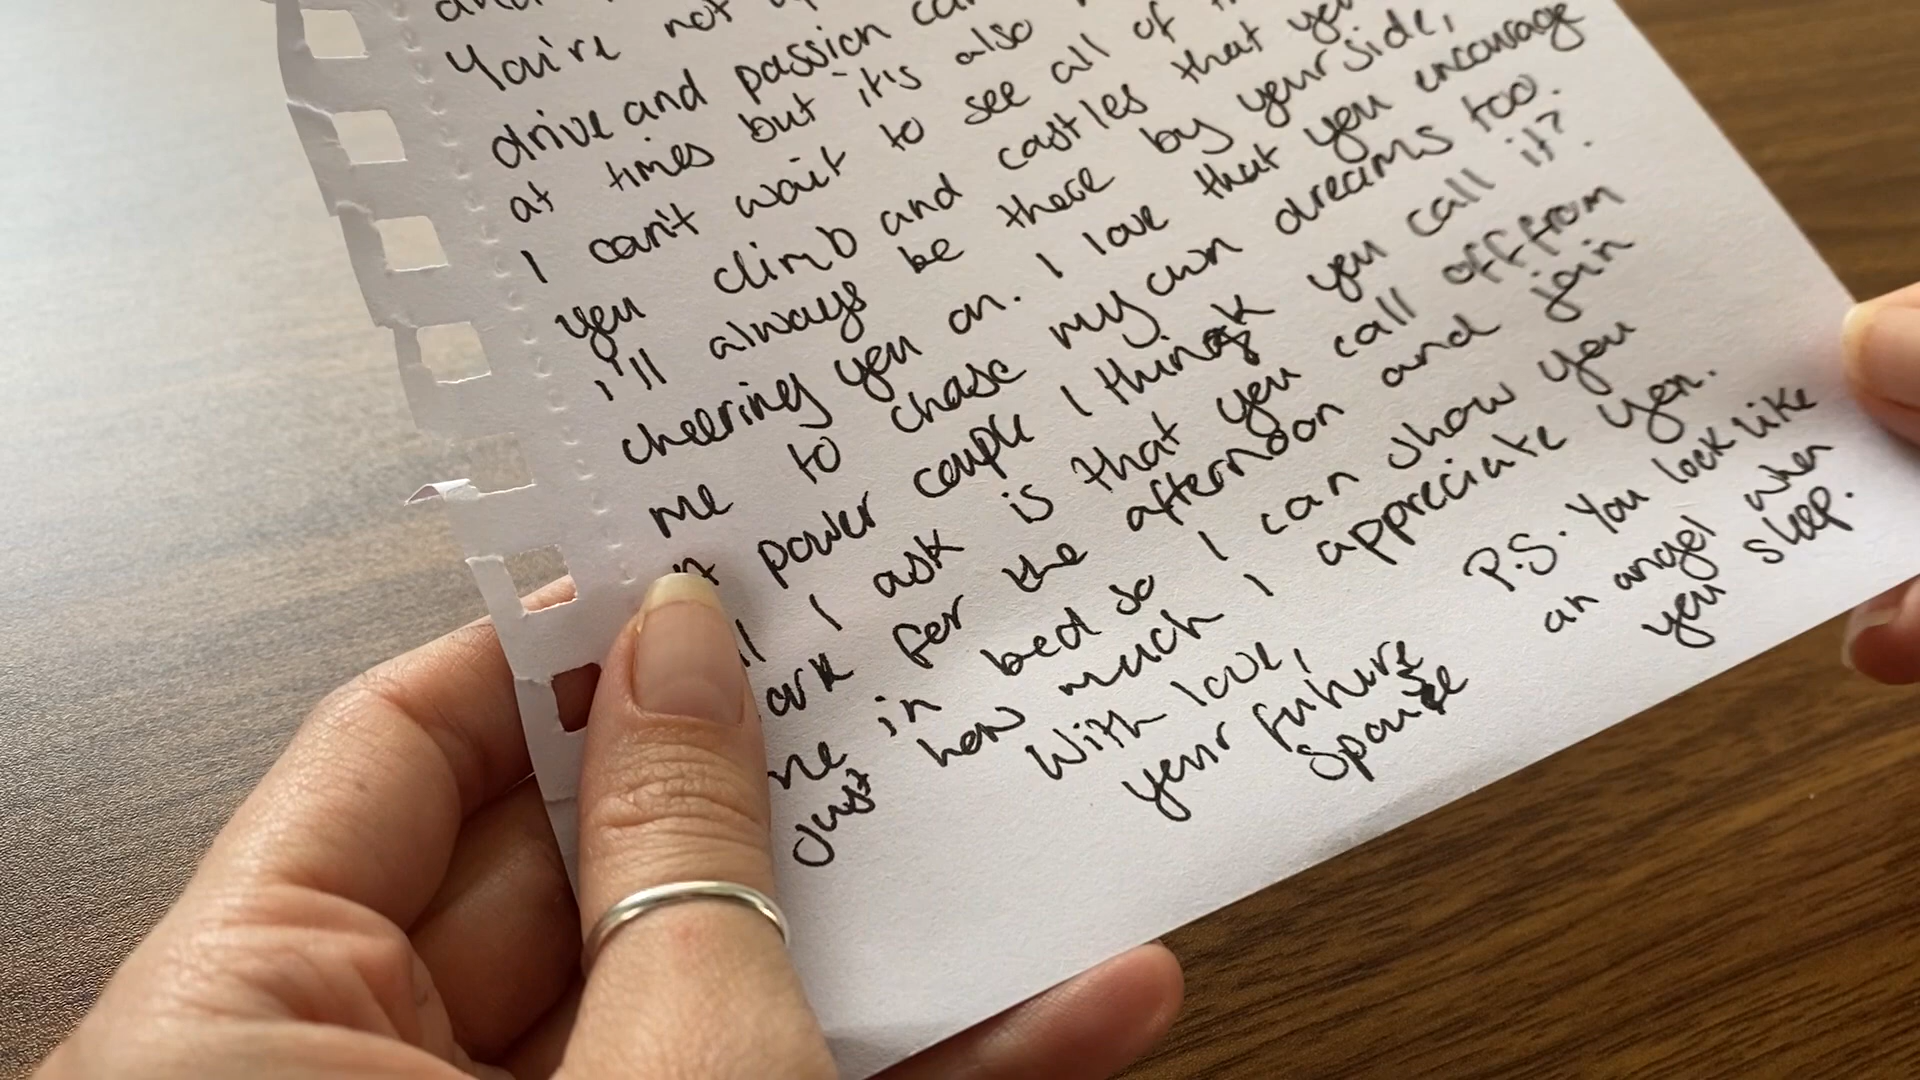 You're not
drive and passion
at times but it's also
I can't wait to see all of
you climb and castles that
I'll always be there by your side,
cheering you on. I love that you encourage
me to chase my own dreams too.
power couple I think you call it?
I ask is that you call off from
for the afternoon and join
me in bed so I can show you
Just how much I appreciate you.
With love,
your future
spouse
P.S. You look like
an angel when
you sleep.